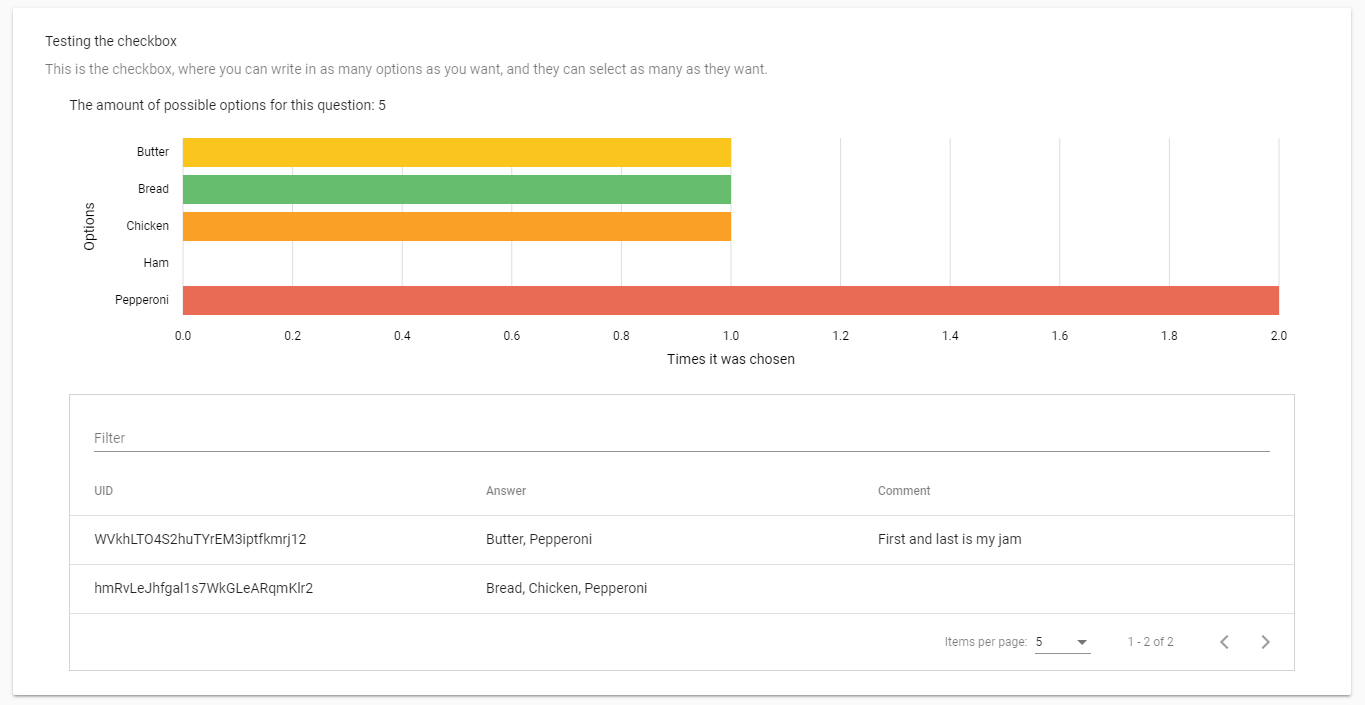 Testing the checkbox
This is the checkbox, where you can write in as many options as you want, and they can select as many as they want.
The amount of possible options for this question: 5
Options
Butter
Bread
Chicken
Ham
Pepperoni
0.0 0.2 0.4 0.6 0.8 1.0 1.2 1.4 1.6 1.8 2.0
Times it was chosen
Filter
UID Answer Comment
WVkhLTO4S2huTYrEM3iptfkmrj12 Butter, Pepperoni First and last is my jam
hmRvLeJhfgal1s7WkGLeARqmKlr2 Bread, Chicken, Pepperoni
Items per page: 5 1 - 2 of 2